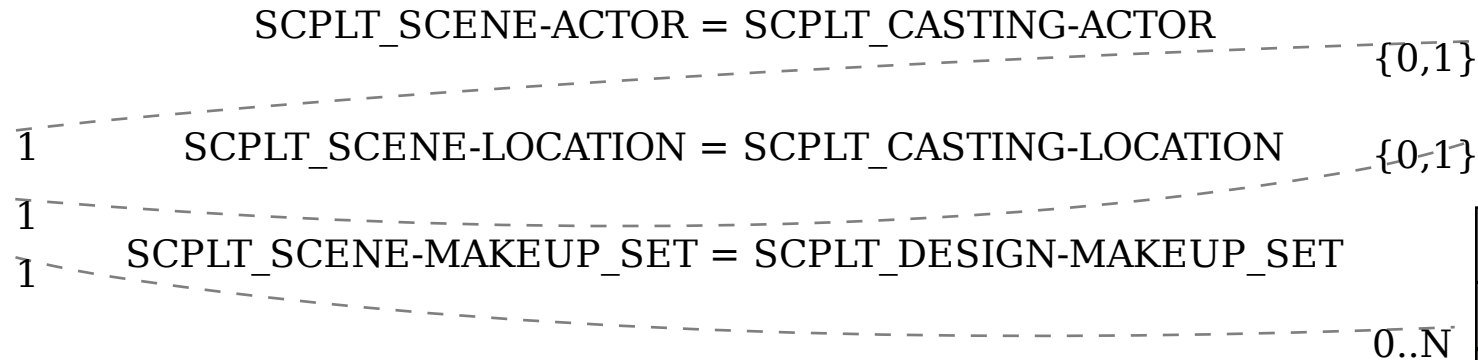 SCPLT_SCENE-ACTOR = SCPLT_CASTING-ACTOR
{0,1}
1
SCPLT_SCENE-LOCATION = SCPLT_CASTING-LOCATION
{0,1}
1
SCPLT_SCENE-MAKEUP_SET = SCPLT_DESIGN-MAKEUP_SET
1
0..N